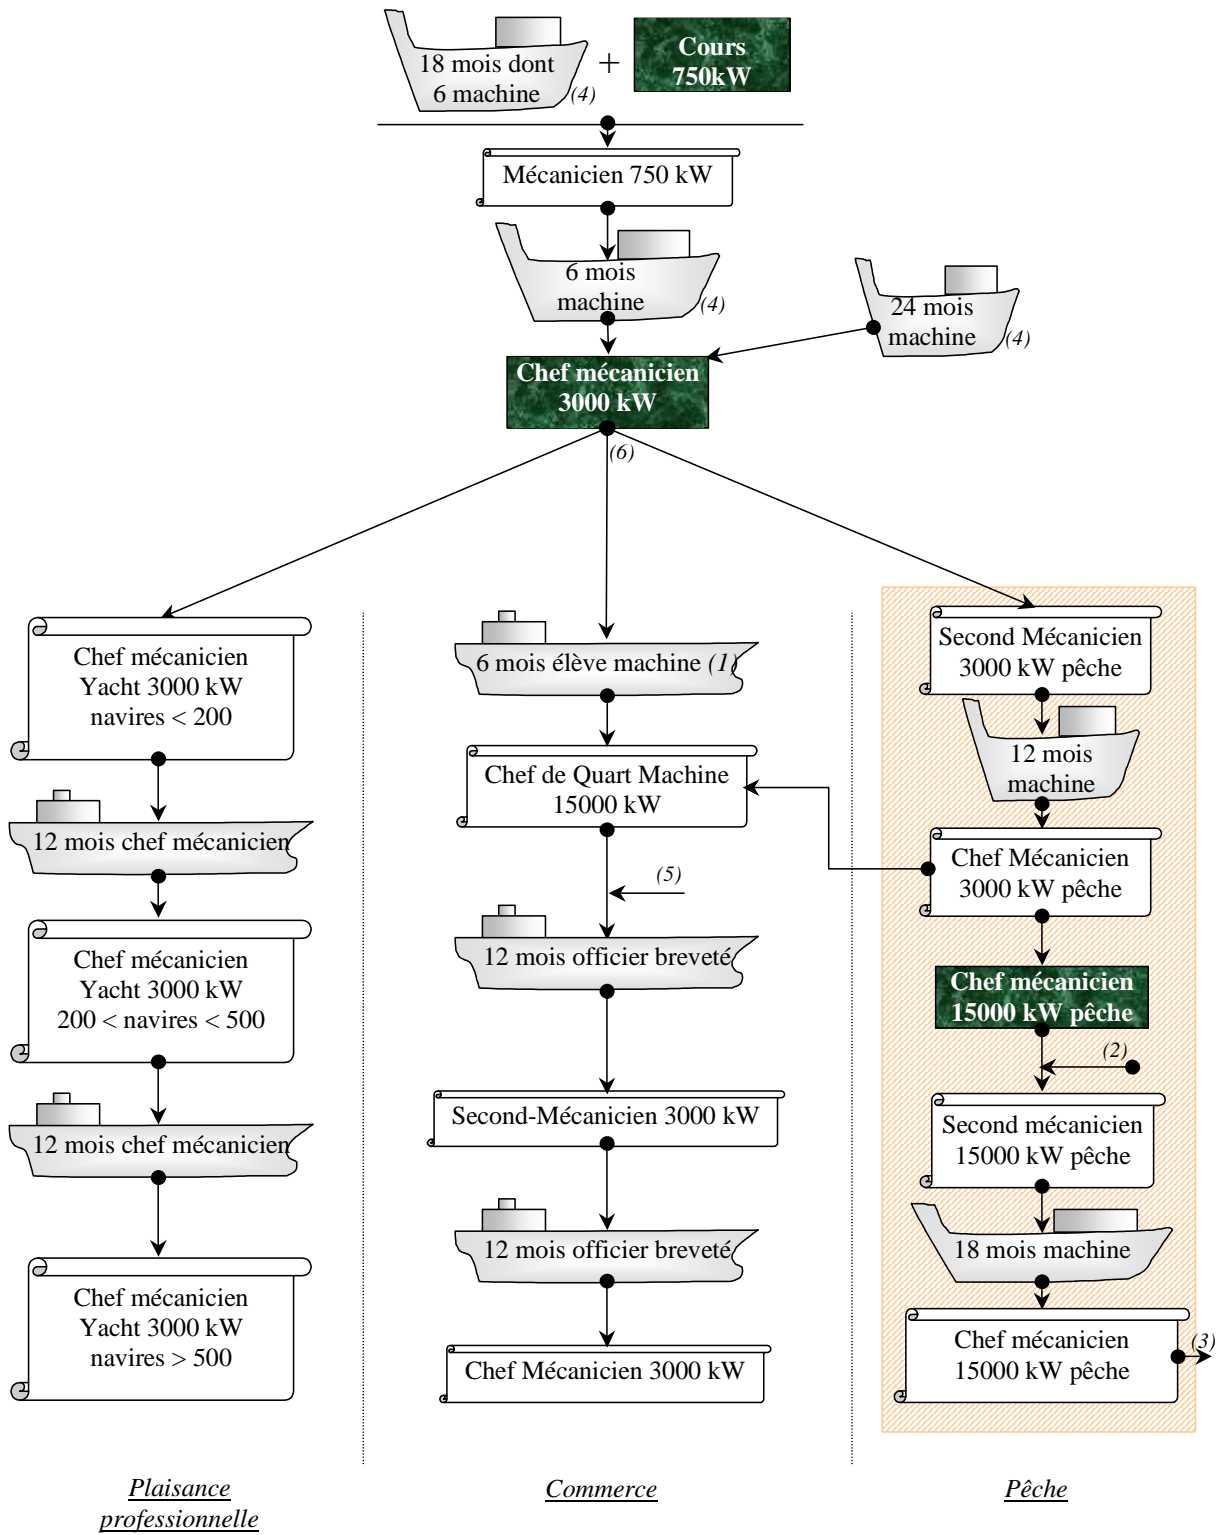 18 mois dont
6 machine
(4)
+
Cours
750kW
Mécanicien 750 kW
6 mois
machine
(4)
24 mois
machine
(4)
Chef mécanicien
3000 kW
(6)
Chef mécanicien
Yacht 3000 kW
navires < 200
12 mois chef mécanicien
Chef mécanicien
Yacht 3000 kW
200 < navires < 500
12 mois chef mécanicien
Chef mécanicien
Yacht 3000 kW
navires > 500
Plaisance
professionnelle
6 mois élève machine (1)
Chef de Quart Machine
15000 kW
(5)
12 mois officier breveté
Second-Mécanicien 3000 kW
12 mois officier breveté
Chef Mécanicien 3000 kW
Commerce
Second Mécanicien
3000 kW pêche
12 mois
machine
Chef Mécanicien
3000 kW pêche
Chef mécanicien
15000 kW pêche
(2)
Second mécanicien
15000 kW pêche
18 mois machine
Chef mécanicien
15000 kW pêche
(3)
Pêche